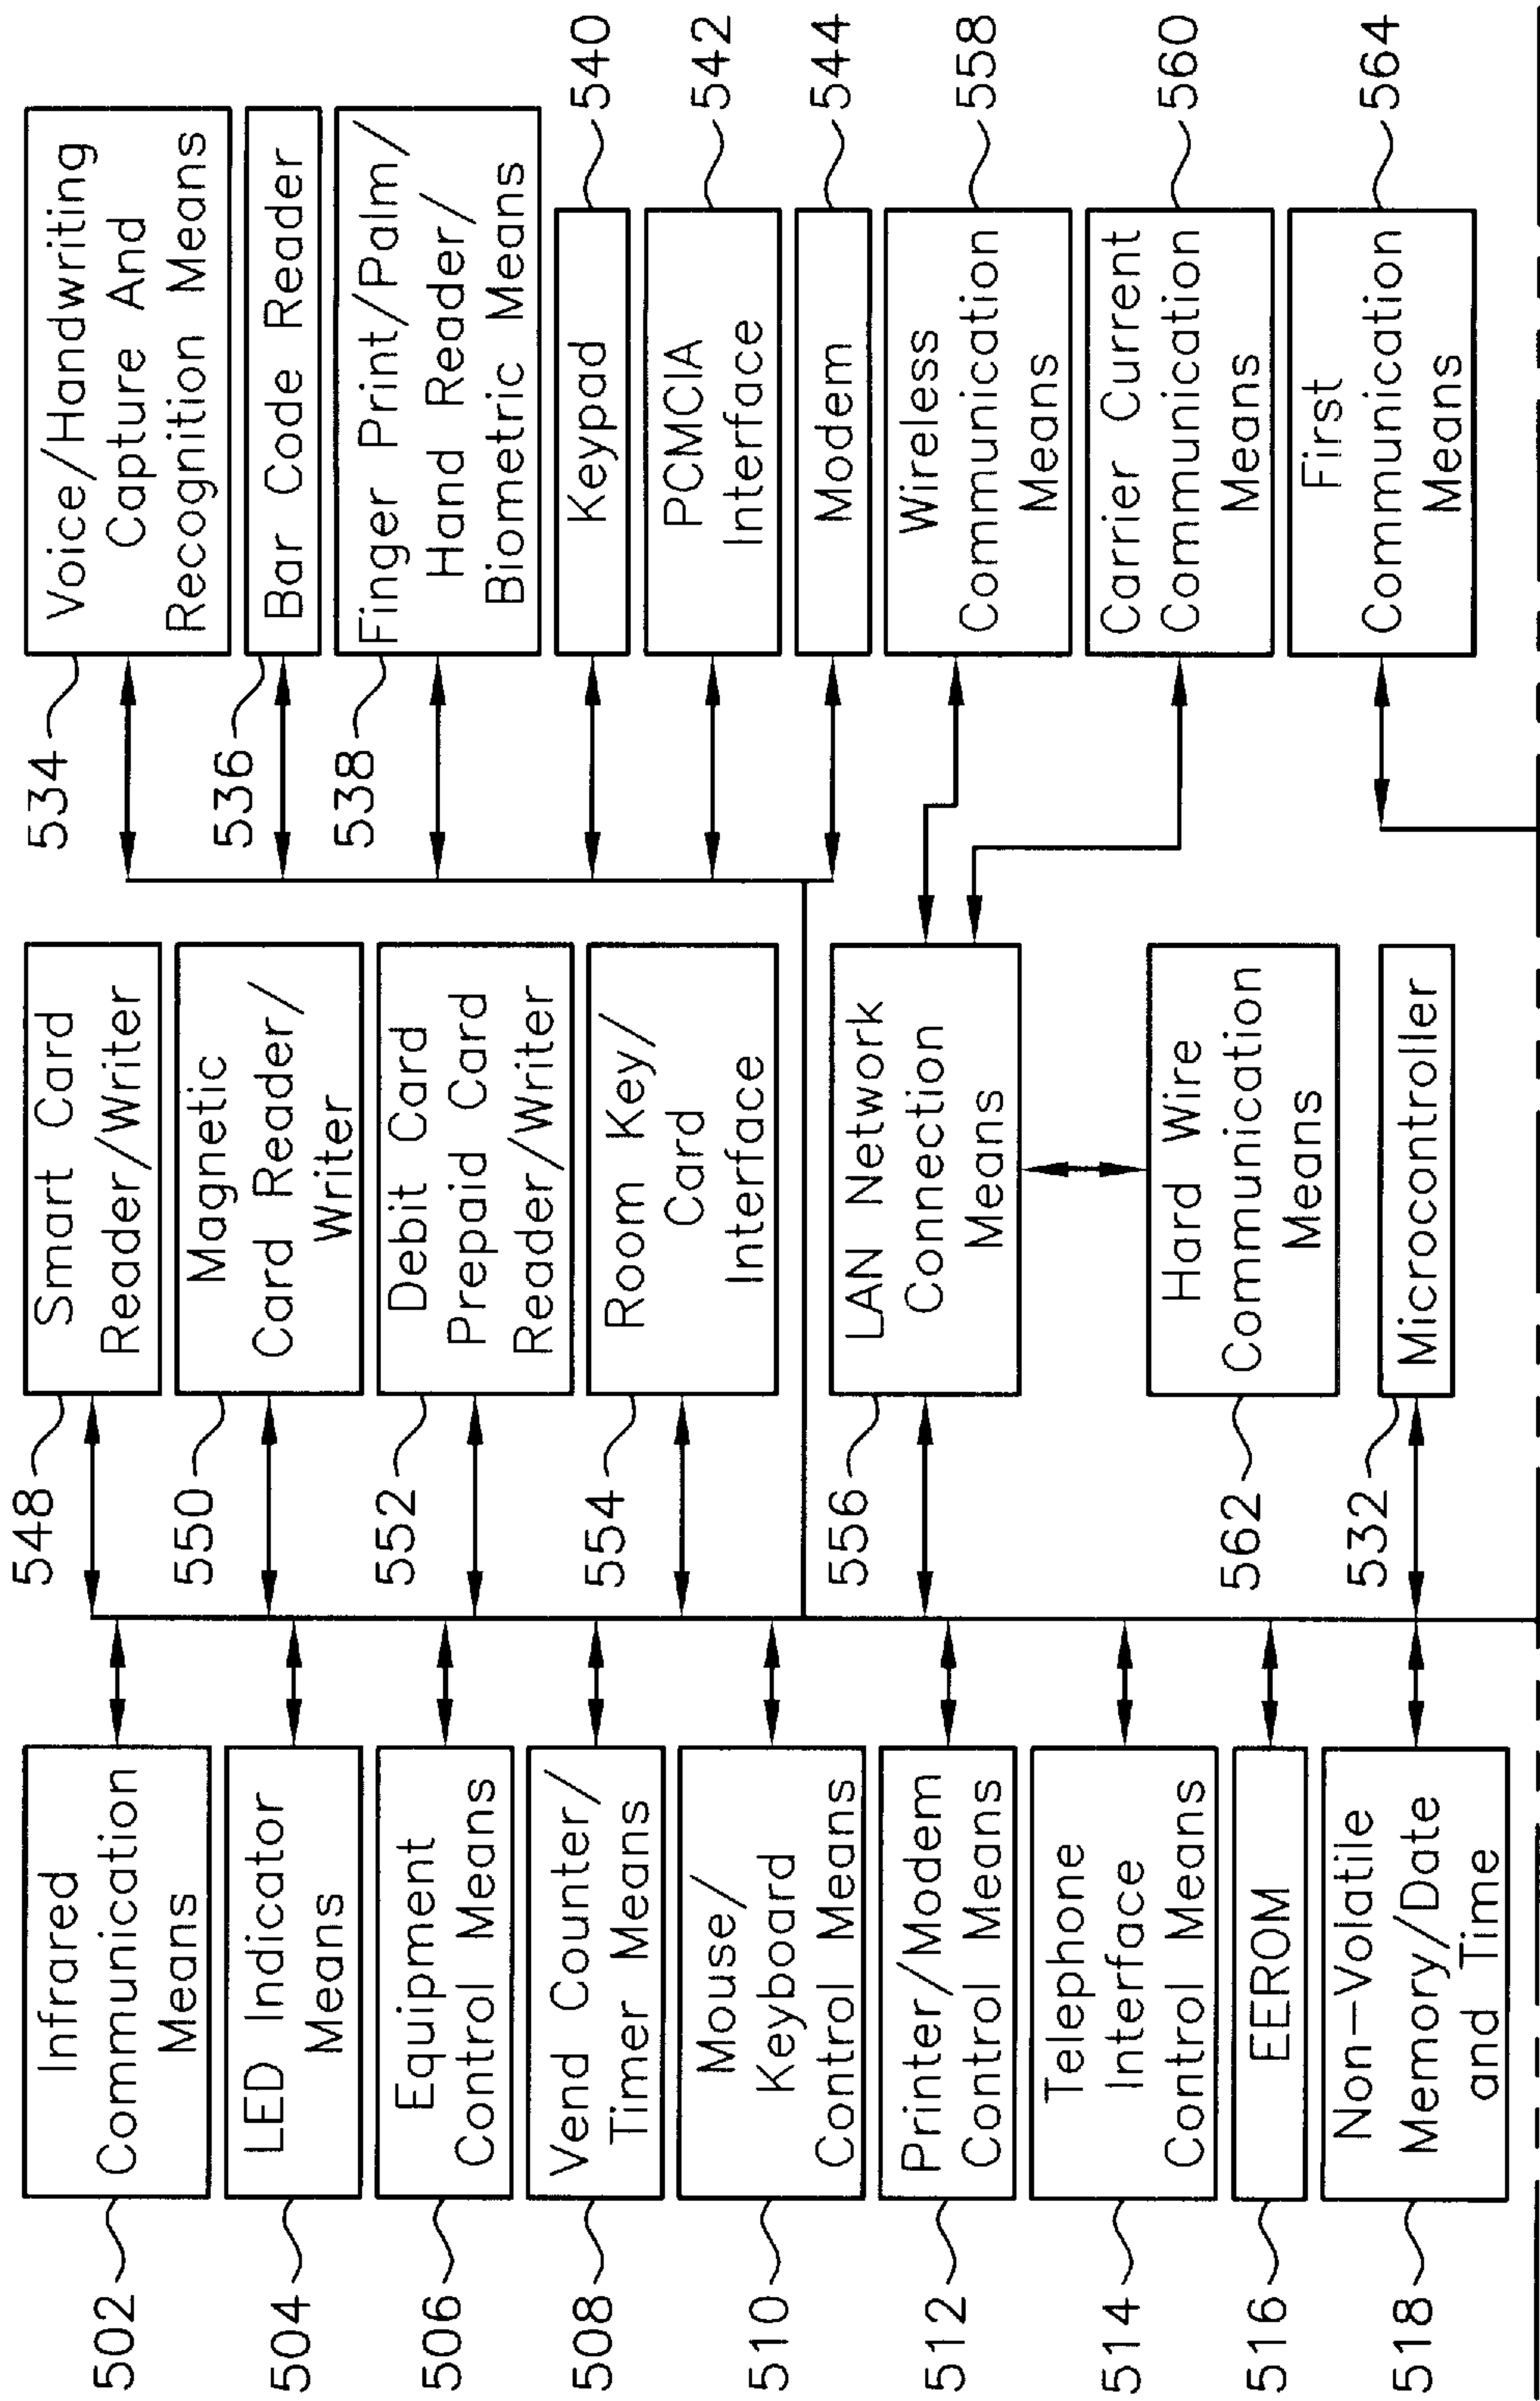 502
Infrared
Communication
Means
504
LED Indicator
Means
506
Equipment
Control Means
508
Vend Counter/
Timer Means
510
Mouse/
Keyboard
Control Means
512
Printer/Modem
Control Means
514
Telephone
Interface
Control Means
516
EEROM
518
Non-Volatile
Memory/Date
and Time
548
Smart Card
Reader/Writer
550
Magnetic
Card Reader/
Writer
552
Debit Card
Prepaid Card
Reader/Writer
554
Room Key/
Card
Interface
556
LAN Network
Connection
Means
562
Hard Wire
Communication
Means
532
Microcontroller
534
Voice/Handwriting
Capture And
Recognition Means
536
Bar Code Reader
538
Finger Print/Palm/
Hand Reader/
Biometric Means
Keypad
540
PCMCIA
Interface
542
Modem
544
Wireless
Communication
Means
558
Carrier Current
Communication
Means
560
First
Communication
Means
564